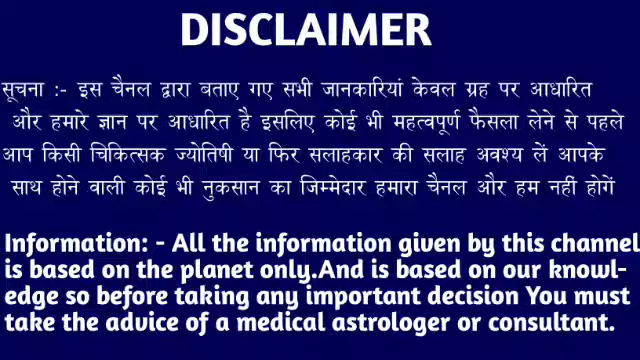 DISCLAIMER
सूचना :- इस चैनल द्वारा बताए गए सभी जानकारियां केवल ग्रह पर आधारित
और हमारे ज्ञान पर आधारित है इसलिए कोई भी महत्वपूर्ण फैसला लेने से पहले
आप किसी चिकित्सक ज्योतिषी या फिर सलाहकार की सलाह अवश्य लें आपके
साथ होने वाली कोई भी नुकसान का जिम्मेदार हमारा चैनल और हम नहीं होगें
Information: - All the information given by this channel
is based on the planet only.And is based on our knowl-
edge so before taking any important decision You must
take the advice of a medical astrologer or consultant.